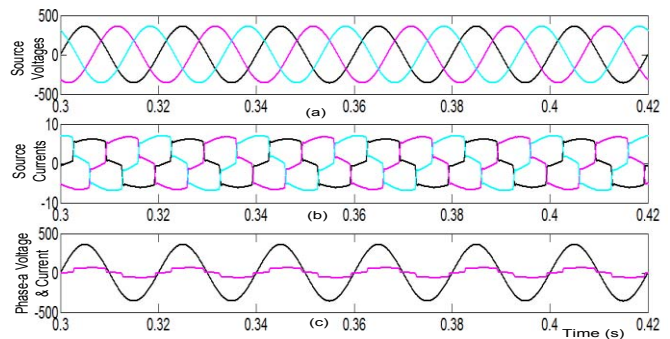 500
0
-500
Source
Voltages
0.3 0.32 0.34 0.36 0.38 0.4 0.42
(a)
10
0
-10
Source
Currents
0.3 0.32 0.34 0.36 0.38 0.4 0.42
(b)
500
0
-500
Phase-a Voltage
& Current
0.3 0.32 0.34 0.36 0.38 0.4 0.42
(c)
Time (s)